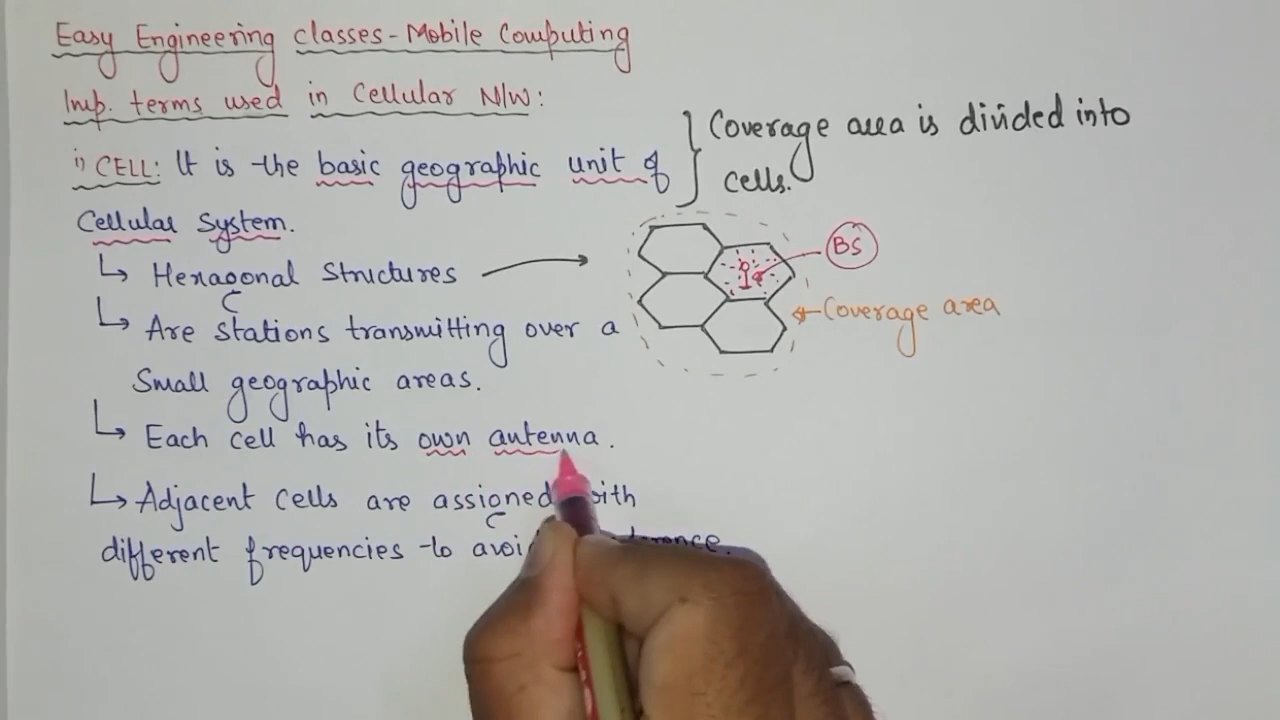 Easy Engineering classes - Mobile Computing
Imp. terms used in Cellular N/W:
i) CELL: It is the basic geographic unit of
Cellular System.
} Coverage area is divided into
cells.
↳ Hexagonal Structures
BS
Coverage area
↳ Are stations transmitting over a
Small geographic areas.
↳ Each cell has its own antenna.
↳ Adjacent cells are assigned with
different frequencies to